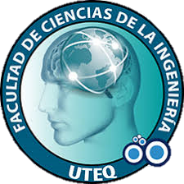 FACULTAD DE CIENCIAS DE LA INGENIERÍA
UTEQ